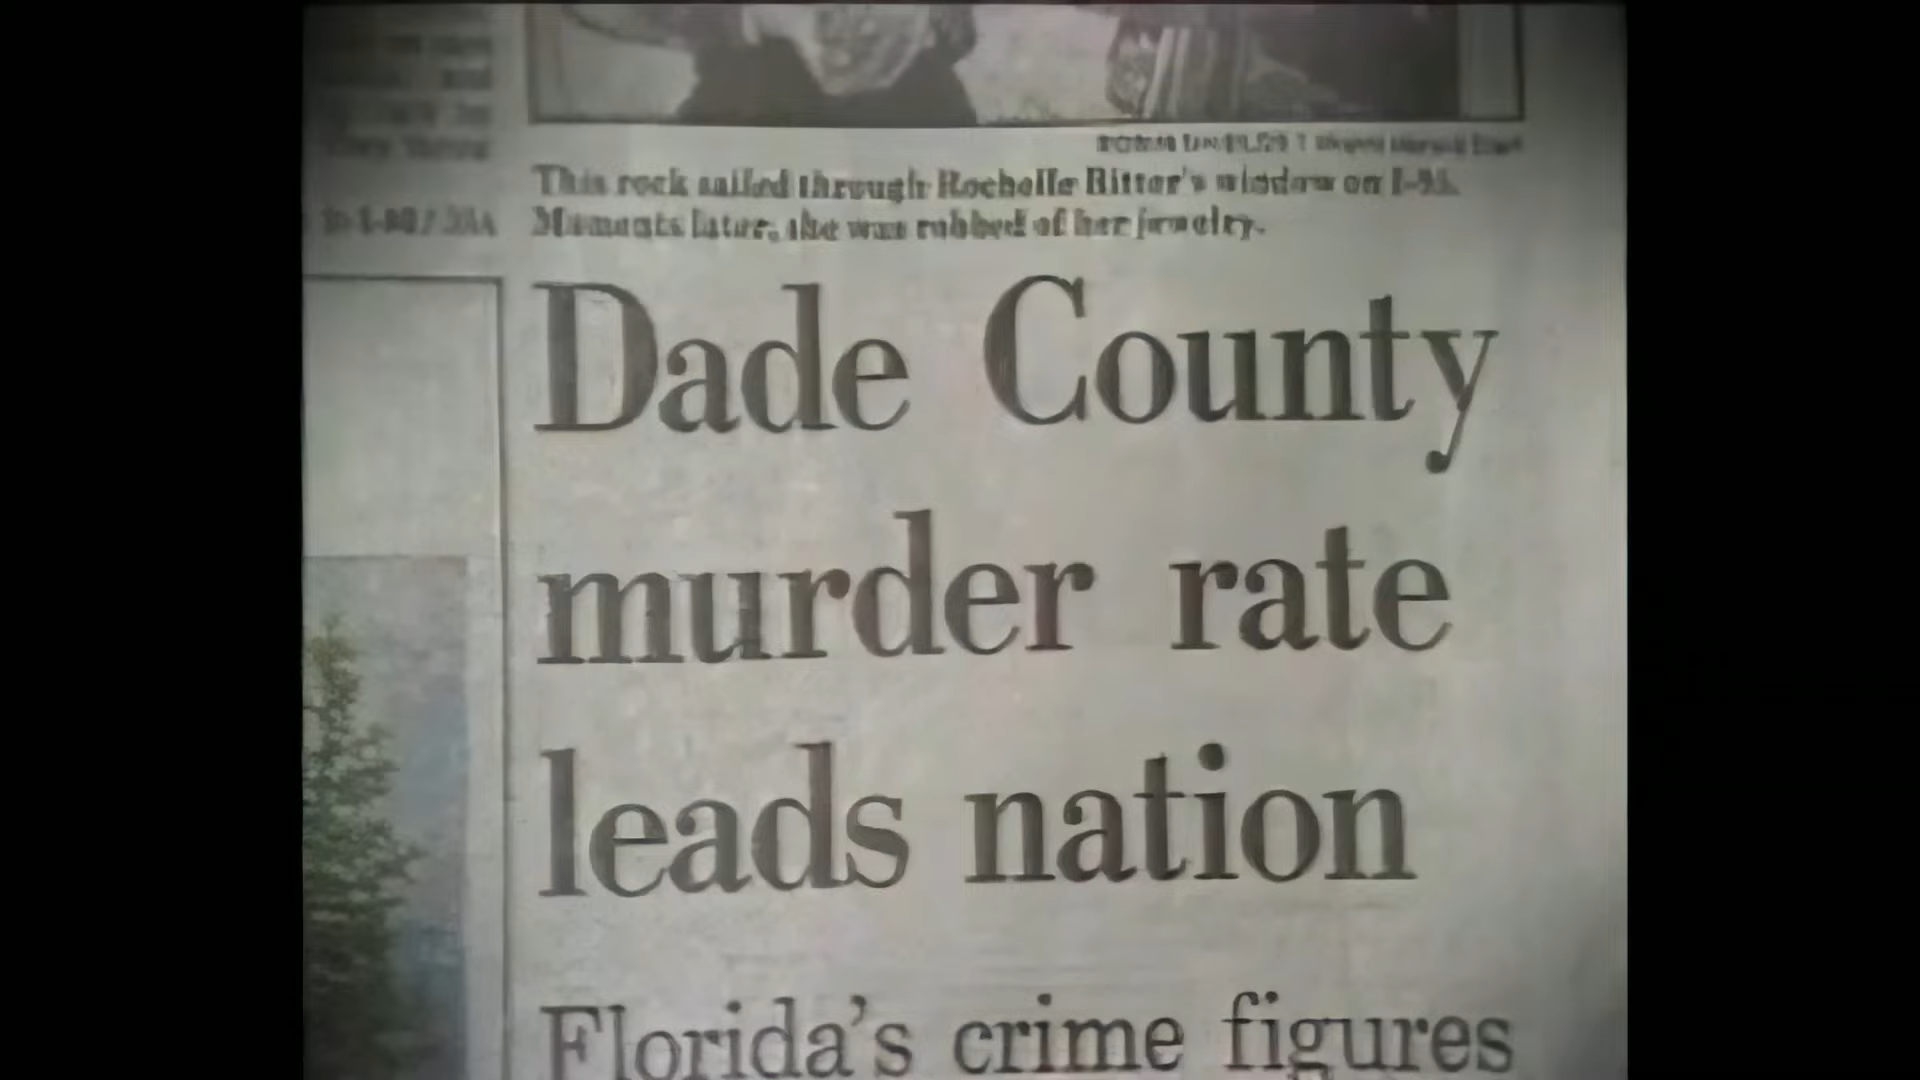 This rock sailed through Rochelle Ritter's window on I-95.
Moments later, she was robbed of her jewelry.
Dade County
murder rate
leads nation
Florida's crime figures